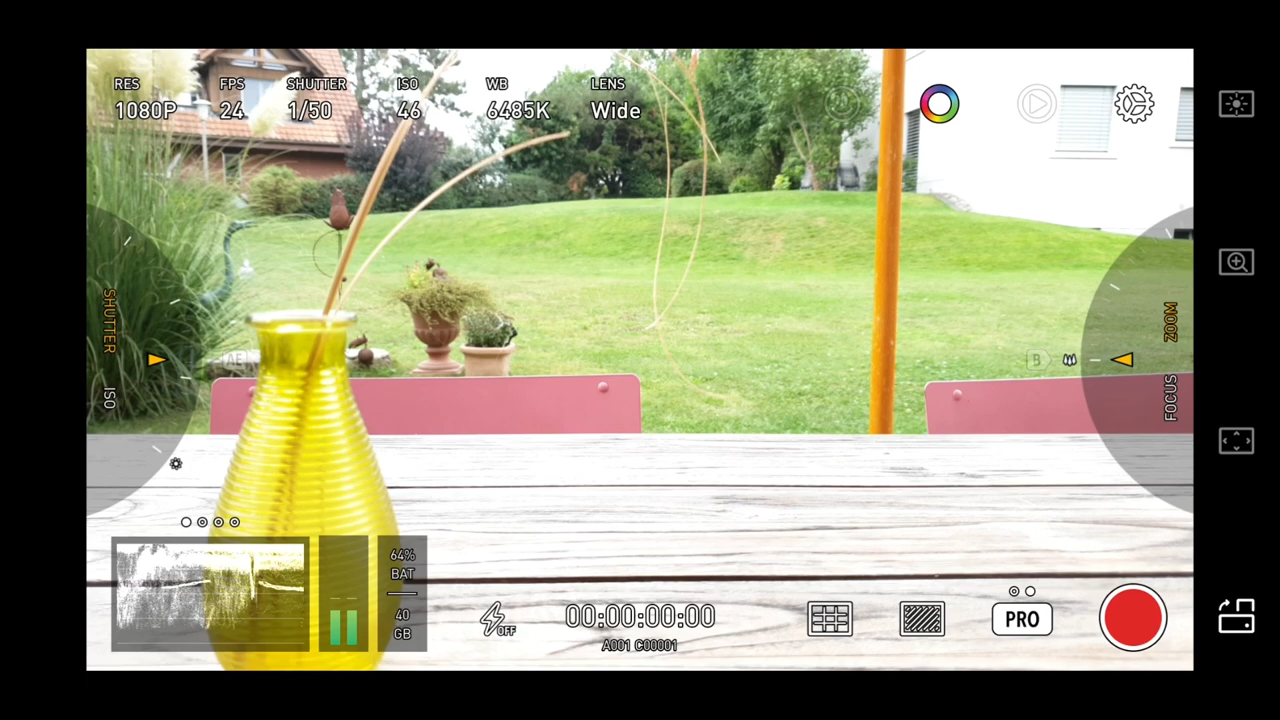 RES FPS SHUTTER ISO WB LENS
1080P 24 1/50 46 6485K Wide
SHUTTER
ISO
AE
B
ZOOM
FOCUS
64%
BAT
40
GB
OFF
00:00:00:00
A001 C00001
PRO